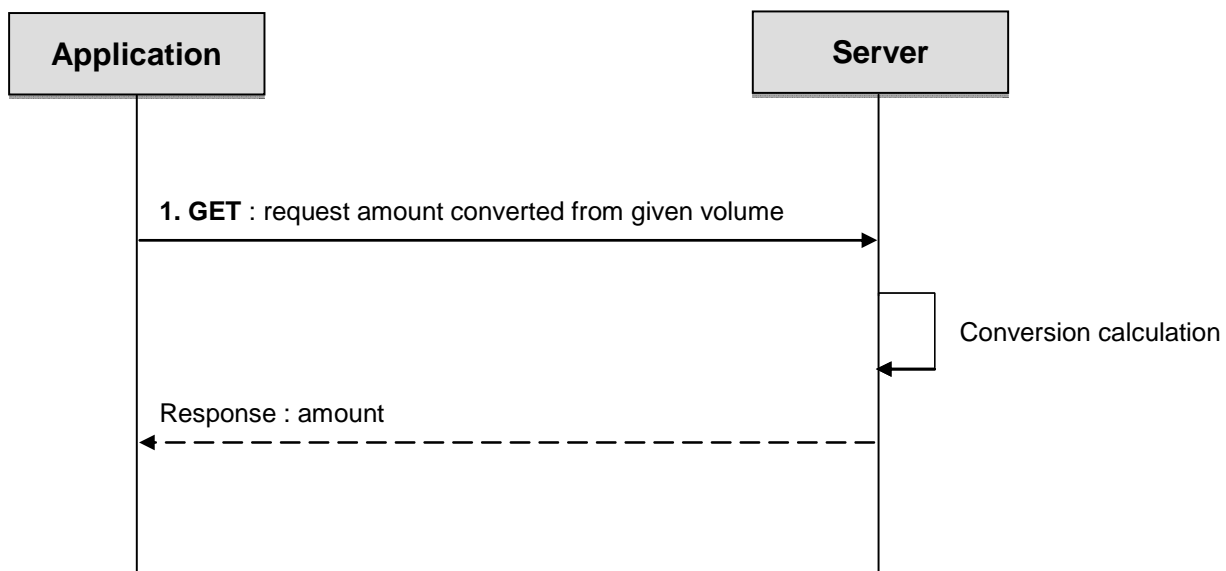 Application
Server
1. GET : request amount converted from given volume
Conversion calculation
Response : amount